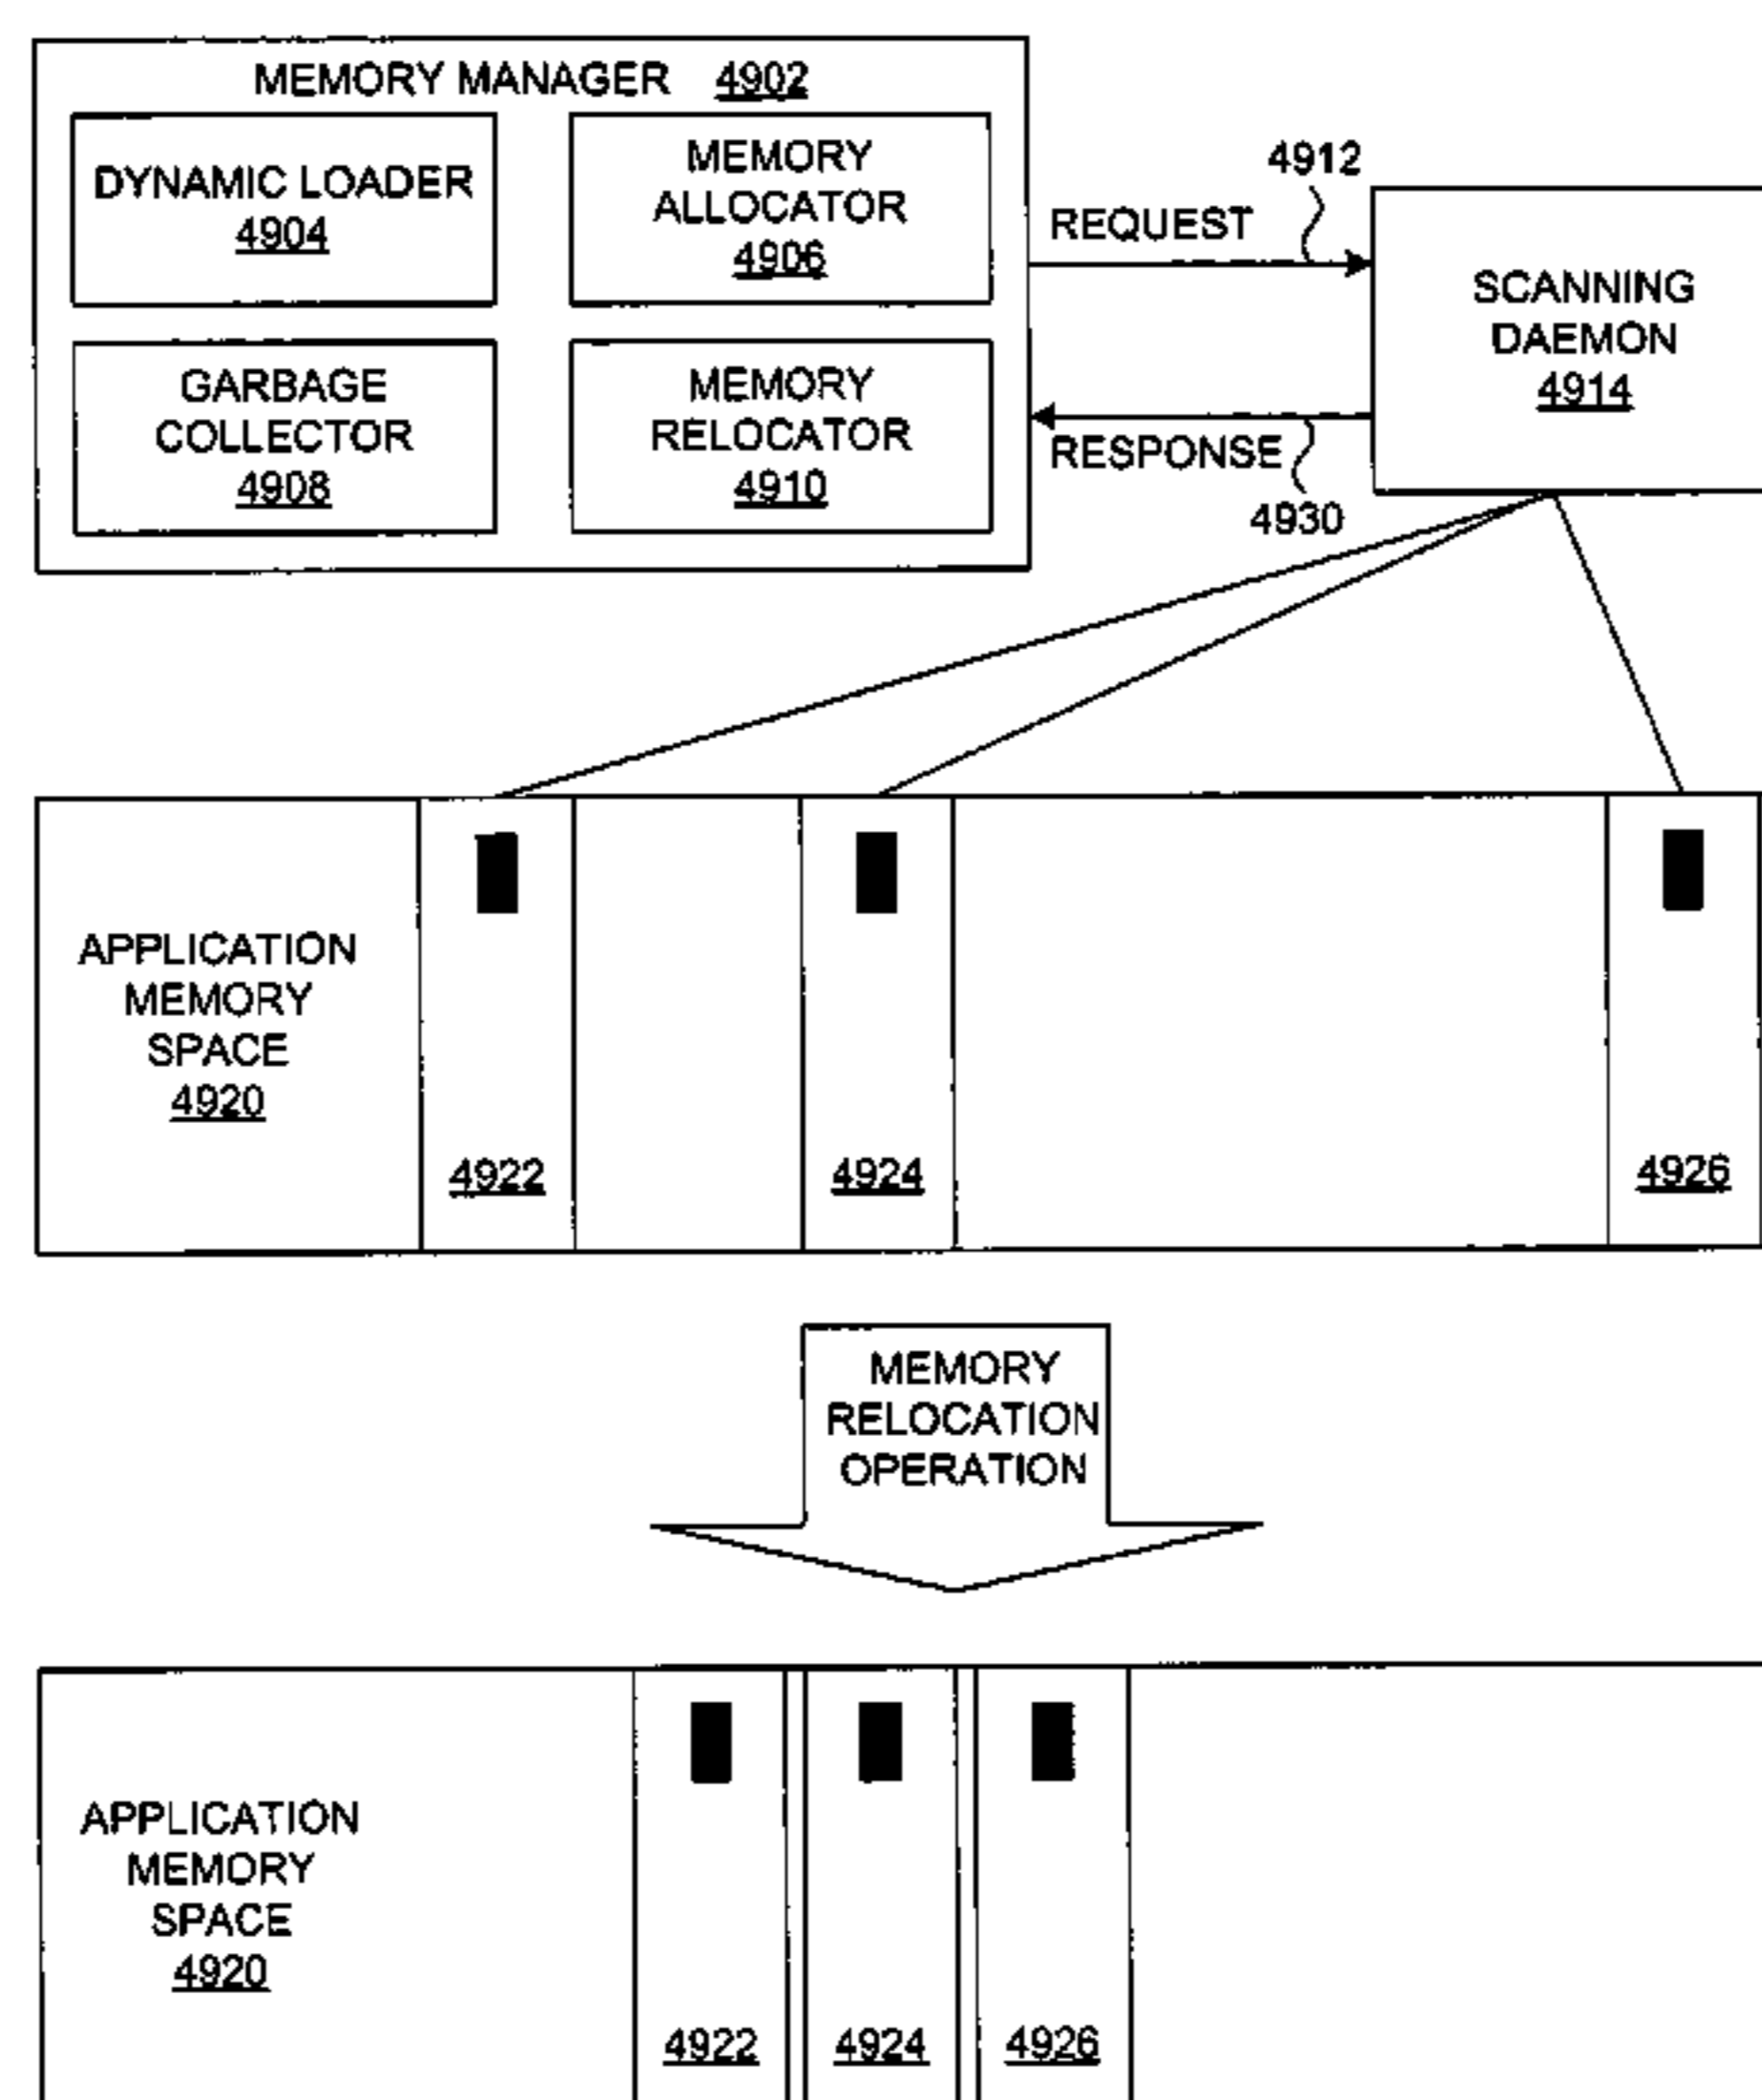 MEMORY MANAGER 4902
DYNAMIC LOADER
4904
MEMORY
ALLOCATOR
4906
GARBAGE
COLLECTOR
4908
MEMORY
RELOCATOR
4910
4912
REQUEST
RESPONSE
4930
SCANNING
DAEMON
4914
APPLICATION
MEMORY
SPACE
4920
4922
4924
4926
MEMORY
RELOCATION
OPERATION
APPLICATION
MEMORY
SPACE
4920
4922
4924
4926